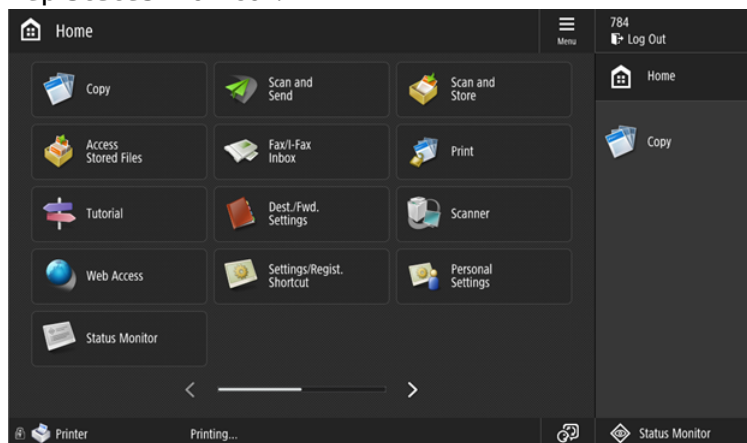 Home
Menu
784
Log Out
Home
Copy
Copy
Scan and
Send
Scan and
Store
Access
Stored Files
Fax/I-Fax
Inbox
Print
Tutorial
Dest./Fwd.
Settings
Scanner
Web Access
Settings/Regist.
Shortcut
Personal
Settings
Status Monitor
Printer
Printing...
Status Monitor